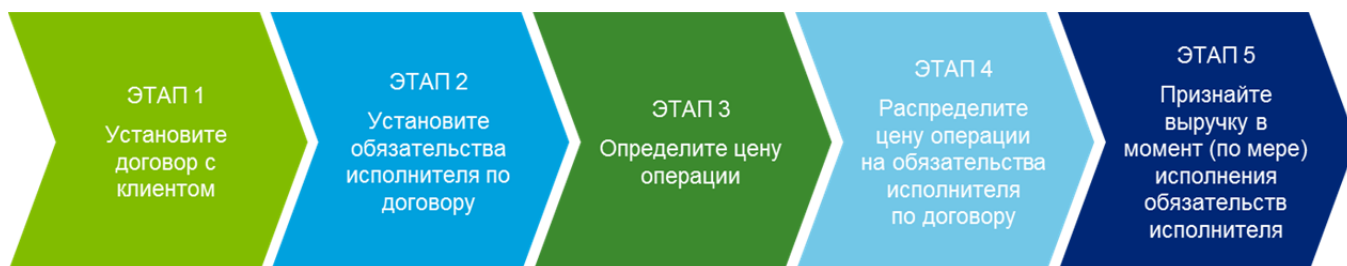 ЭТАП 1
Установите
договор с
клиентом
ЭТАП 2
Установите
обязательства
исполнителя по
договору
ЭТАП 3
Определите цену
операции
ЭТАП 4
Распределите
цену операции
на обязательства
исполнителя
по договору
ЭТАП 5
Признайте
выручку в
момент (по мере)
исполнения
обязательств
исполнителя